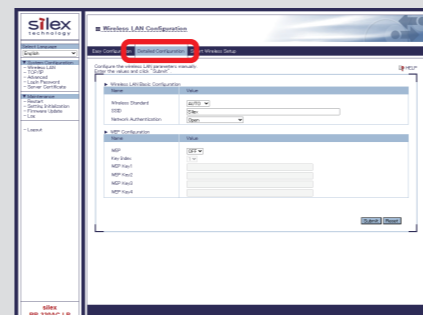 silex
technology
Select Language
English
▼ System Configuration
- Wireless LAN
- TCP/IP
- Advanced
- Login Password
- Server Certificate
▼ Maintenance
- Restart
- Setting Initialization
- Firmware Update
- Log
- Logout
silex
Wireless LAN Configuration
Easy Configuration Detailed Configuration Smart Wireless Setup
Configure the wireless LAN parameters manually.
Enter the values and click "Submit".
HELP
► Wireless LAN Basic Configuration
Name Value
Wireless Standard AUTO
SSID Silex
Network Authentication Open
► WEP Configuration
Name Value
WEP OFF
Key Index 1
WEP Key1
WEP Key2
WEP Key3
WEP Key4
Submit Reset